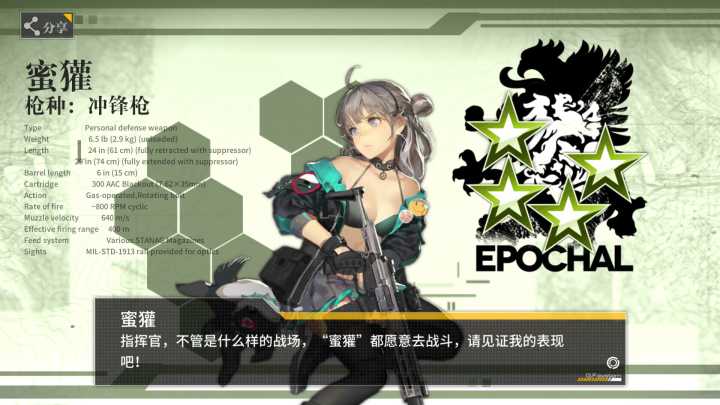 分享
蜜獾
枪种：冲锋枪
Type Personal defense weapon
Weight 6.5 lb (2.9 kg) (unloaded)
Length 24 in (61 cm) (fully retracted with suppressor)
29 in (74 cm) (fully extended with suppressor)
Barrel length 6 in (15 cm)
Cartridge .300 AAC Blackout (7.62×35mm)
Action Gas-operated,Rotating bolt
Rate of fire ~800 RPM cyclic
Muzzle velocity 640 m/s
Effective firing range 400 m
Feed system Various STANAG Magazines
Sights MIL-STD-1913 rail provided for optics
EPOCHAL
蜜獾
指挥官，不管是什么样的战场，“蜜獾”都愿意去战斗，请见证我的表现
吧！